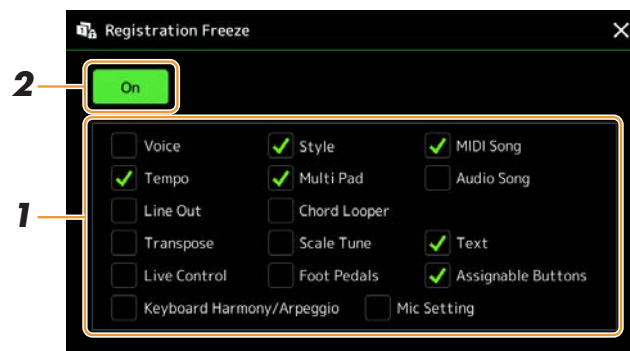 Registration Freeze
2
On
Voice Style MIDI Song
Tempo Multi Pad Audio Song
1
Line Out Chord Looper
Transpose Scale Tune Text
Live Control Foot Pedals Assignable Buttons
Keyboard Harmony/Arpeggio Mic Setting